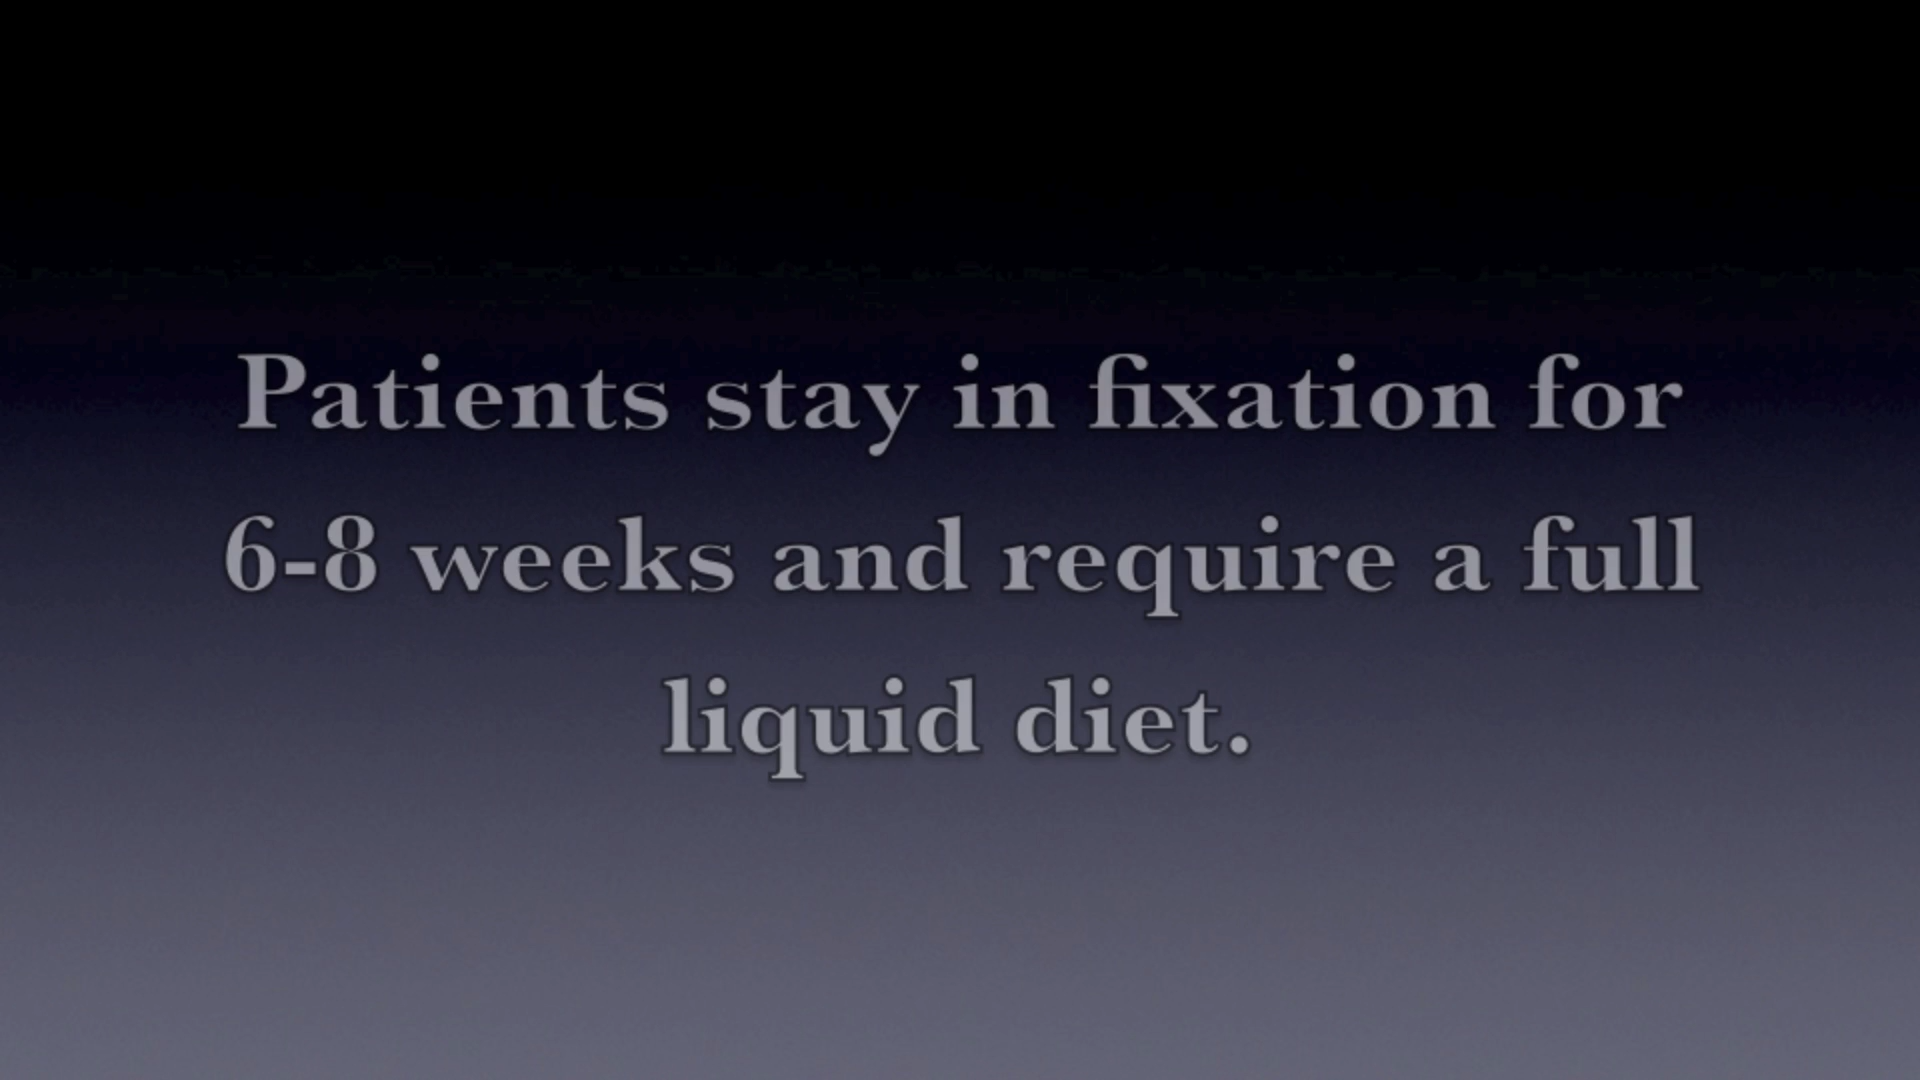 Patients stay in fixation for
6-8 weeks and require a full
liquid diet.